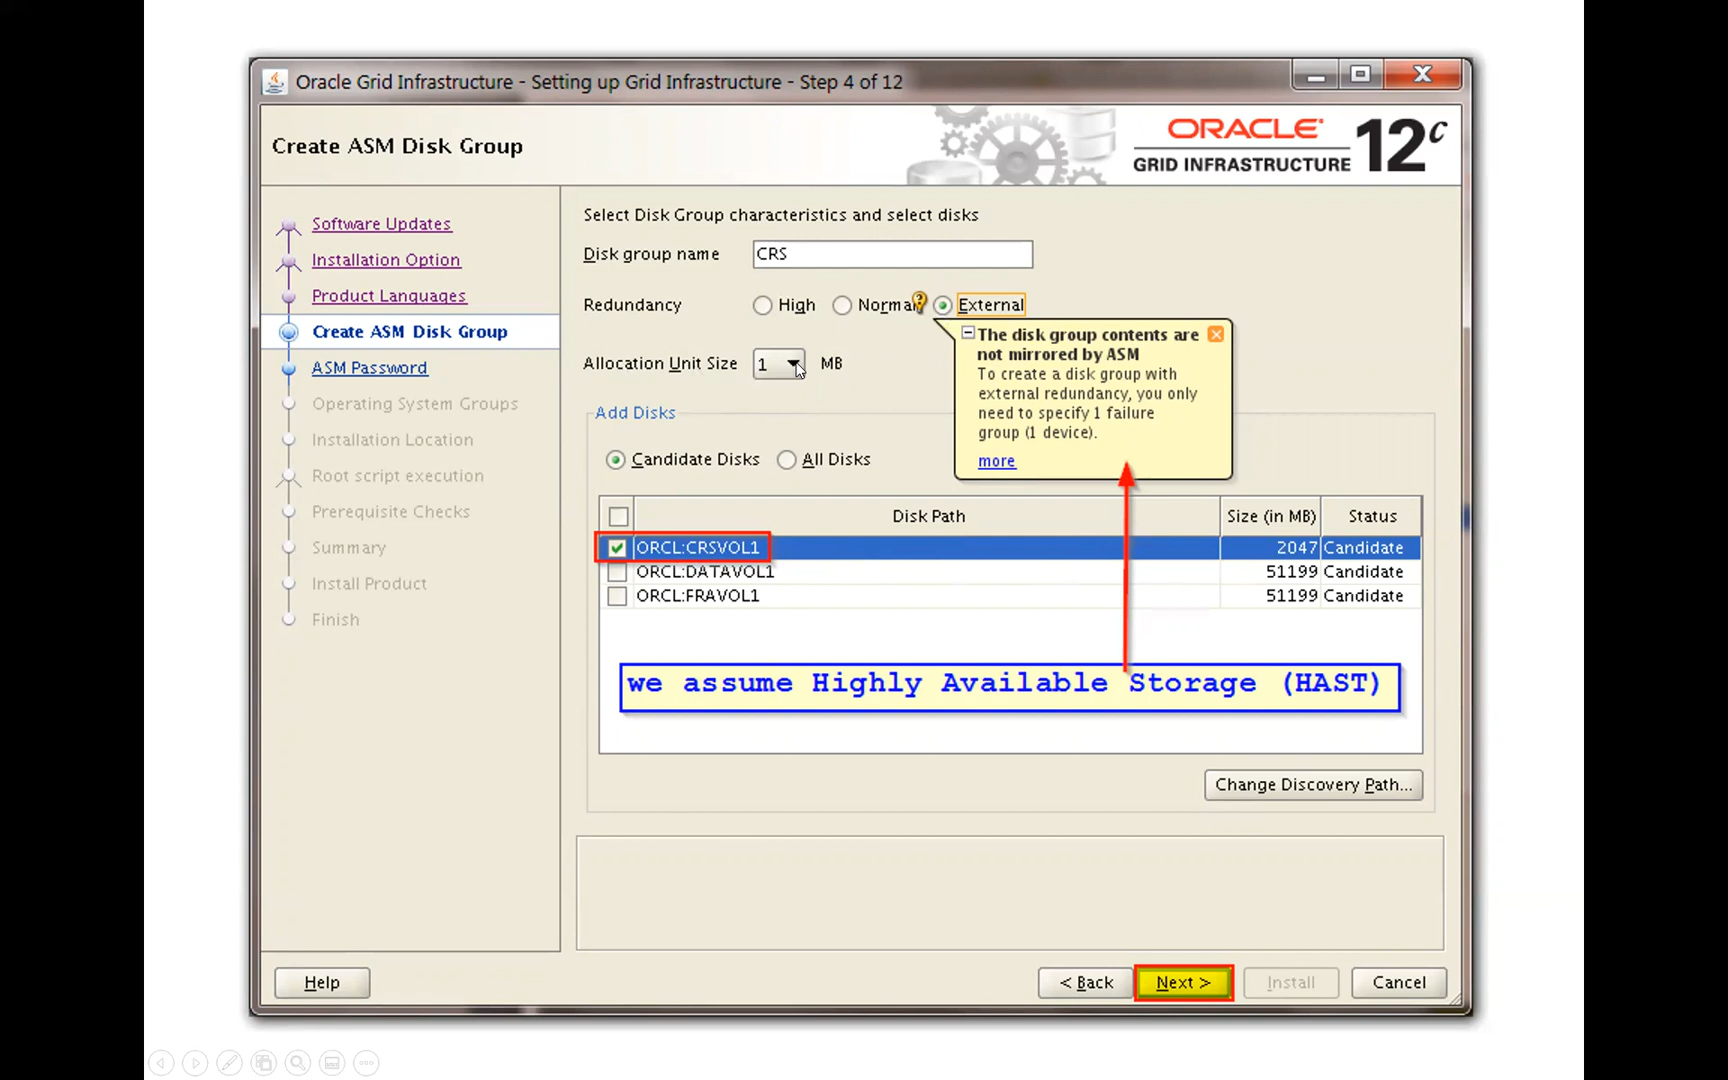 Oracle Grid Infrastructure - Setting up Grid Infrastructure - Step 4 of 12
Create ASM Disk Group
ORACLE
GRID INFRASTRUCTURE 12c
Software Updates
Installation Option
Product Languages
Create ASM Disk Group
ASM Password
Operating System Groups
Installation Location
Root script execution
Prerequisite Checks
Summary
Install Product
Finish
Select Disk Group characteristics and select disks
Disk group name CRS
Redundancy High Normal External
The disk group contents are
not mirrored by ASM
To create a disk group with
external redundancy, you only
need to specify 1 failure
group (1 device).
more
Allocation Unit Size 1 MB
Add Disks
Candidate Disks All Disks
Disk Path Size (in MB) Status
ORCL:CRSVOL1 2047 Candidate
ORCL:DATAVOL1 51199 Candidate
ORCL:FRAVOL1 51199 Candidate
we assume Highly Available Storage (HAST)
Change Discovery Path...
Help < Back Next > Install Cancel